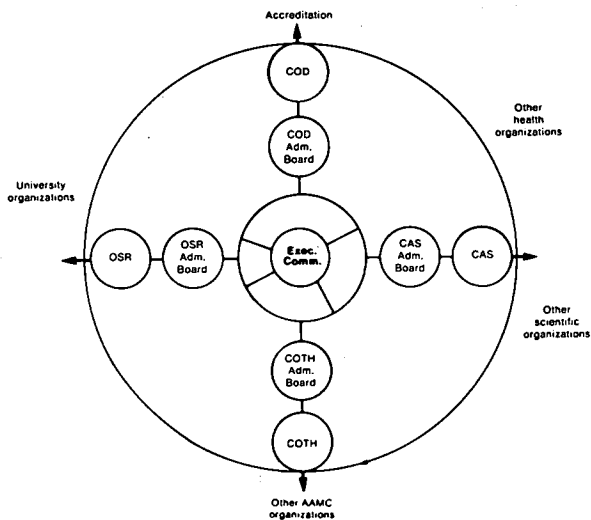 Accreditation
COD
COD
Adm.
Board
Other
health
organizations
University
organizations
OSR
OSR
Adm.
Board
Exec.
Comm.
CAS
Adm.
Board
CAS
Other
scientific
organizations
COTH
Adm.
Board
COTH
Other AAMC
organizations